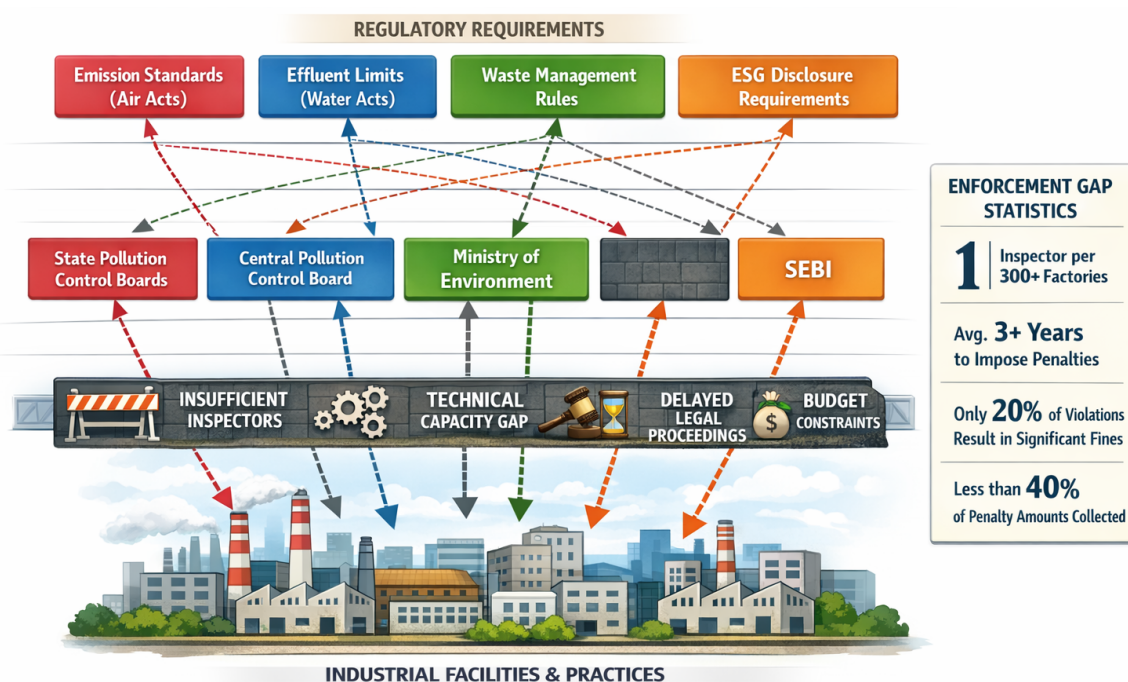 REGULATORY REQUIREMENTS
Emission Standards
(Air Acts)
Effluent Limits
(Water Acts)
Waste Management
Rules
ESG Disclosure
Requirements
State Pollution
Control Boards
Central Pollution
Control Board
Ministry of
Environment
SEBI
INSUFFICIENT
INSPECTORS
TECHNICAL
CAPACITY GAP
DELAYED
LEGAL
PROCEEDINGS
$
BUDGET
CONSTRAINTS
INDUSTRIAL FACILITIES & PRACTICES
ENFORCEMENT GAP
STATISTICS
1 Inspector per
300+ Factories
Avg. 3+ Years
to Impose Penalties
Only 20% of Violations
Result in Significant Fines
Less than 40%
of Penalty Amounts Collected